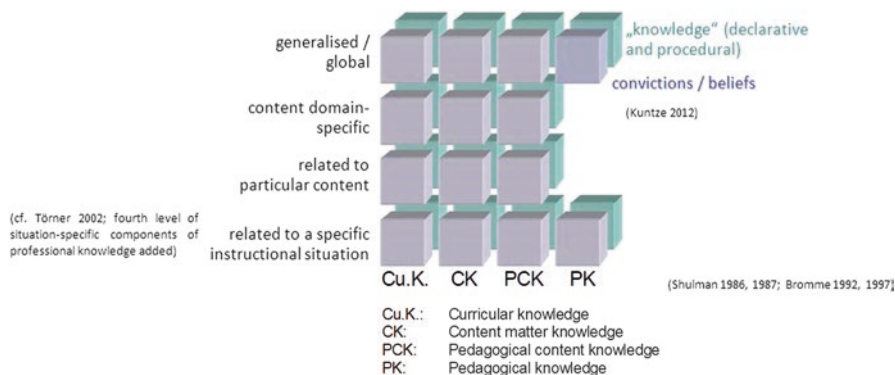 generalised /
global
„knowledge“ (declarative
and procedural)
convictions / beliefs
(Kuntze 2012)
content domain-
specific
related to
particular content
(cf. Törner 2002; fourth level of
situation-specific components of
professional knowledge added)
related to a specific
instructional situation
Cu.K. CK PCK PK
(Shulman 1986, 1987; Bromme 1992, 1997)
Cu.K.: Curricular knowledge
CK: Content matter knowledge
PCK: Pedagogical content knowledge
PK: Pedagogical knowledge